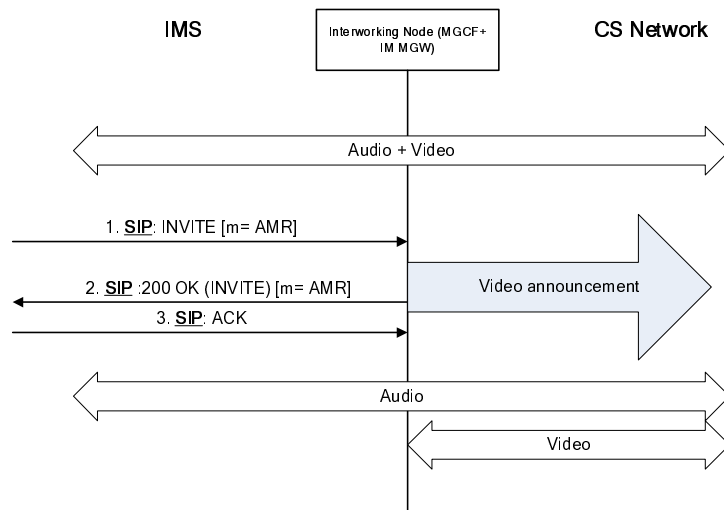 IMS
Interworking Node (MGCF+
IM MGW)
CS Network
Audio + Video
1. SIP: INVITE [m= AMR]
2. SIP :200 OK (INVITE) [m= AMR]
Video announcement
3. SIP: ACK
Audio
Video